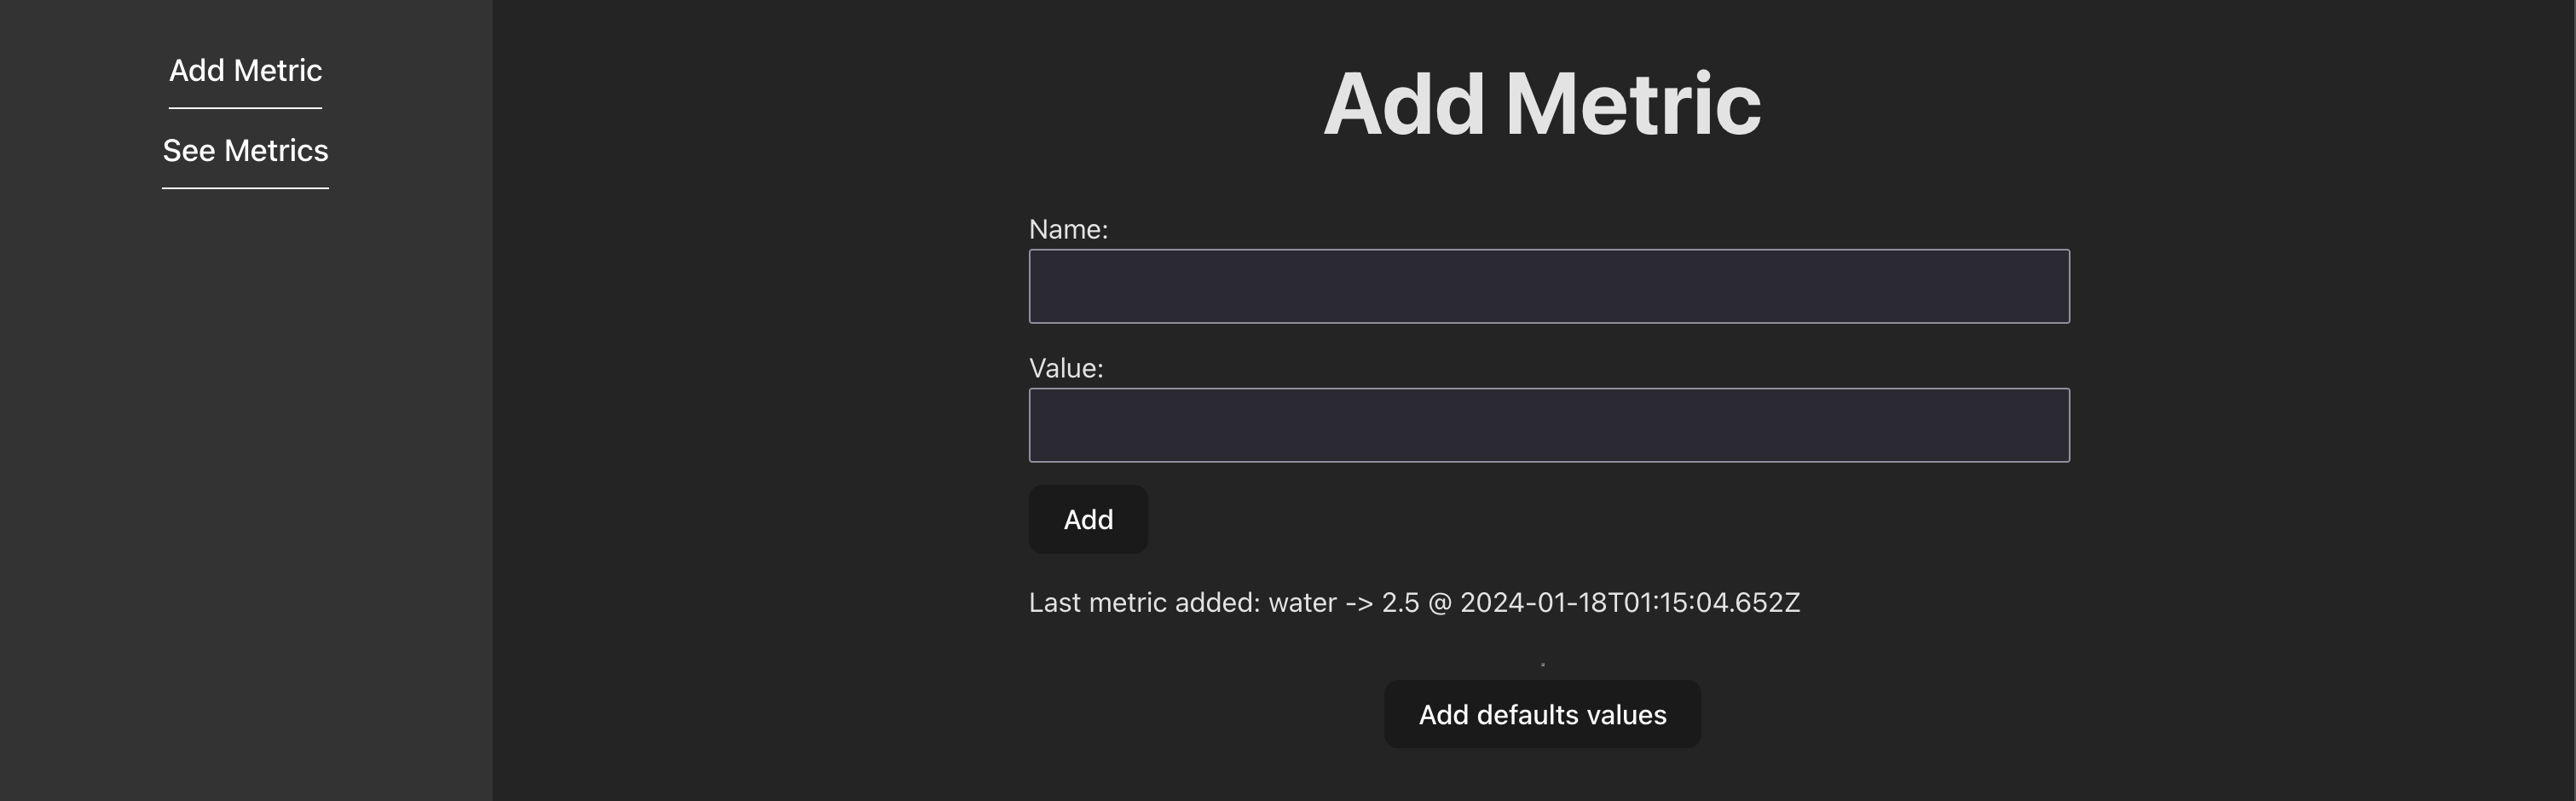 Add Metric
See Metrics
Add Metric
Name:
Value:
Add
Last metric added: water -> 2.5 @ 2024-01-18T01:15:04.652Z
Add defaults values